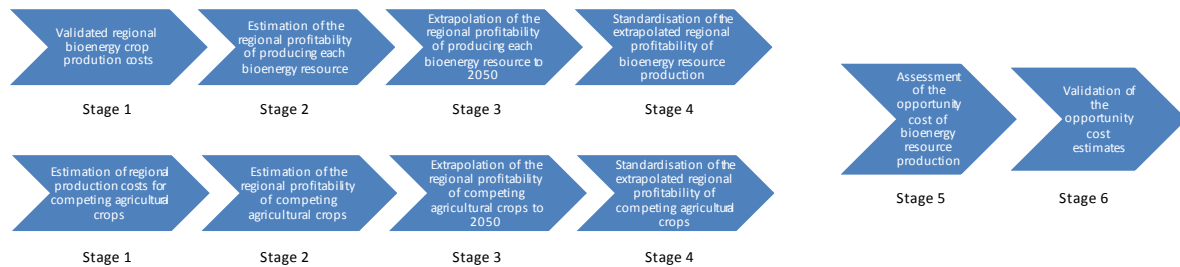 Validated regional
bioenergy crop
prodution costs
Estimation of the
regional profitability
of producing each
bioenergy resource
Extrapolation of the
regional profitability
of producing each
bioenergy resource to
2050
Standardisation of the
extrapolated regional
profitability of
bioenergy resource
production
Stage 1
Stage 2
Stage 3
Stage 4
Estimation of regional
production costs for
competing agricultural
crops
Estimation of the
regional profitability
of competing
agricultural crops
Extrapolation of the
regional profitability
of competing
agricultural crops to
2050
Standardisation of the
extrapolated regional
profitability of
competing agricultural
crops
Stage 1
Stage 2
Stage 3
Stage 4
Assessment
of the
opportunity
cost of
bioenergy
resource
production
Validation of
the
opportunity
cost
estimates
Stage 5
Stage 6